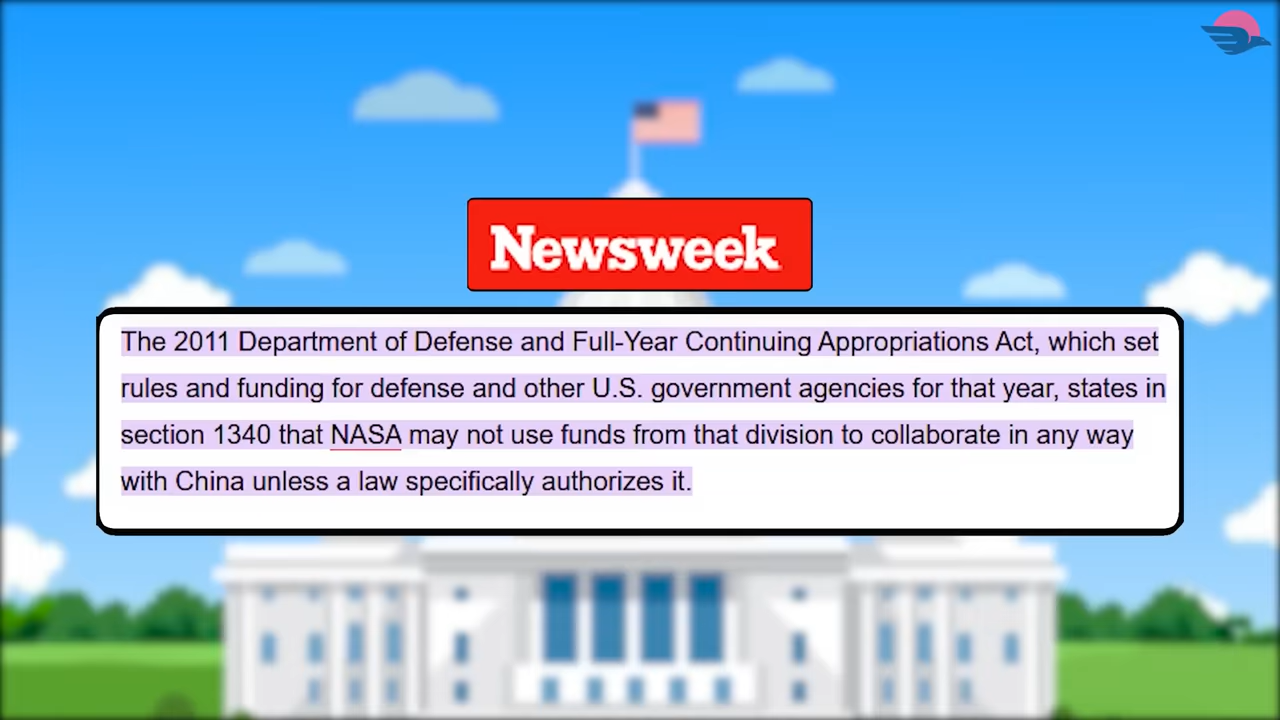 Newsweek
The 2011 Department of Defense and Full-Year Continuing Appropriations Act, which set
rules and funding for defense and other U.S. government agencies for that year, states in
section 1340 that NASA may not use funds from that division to collaborate in any way
with China unless a law specifically authorizes it.